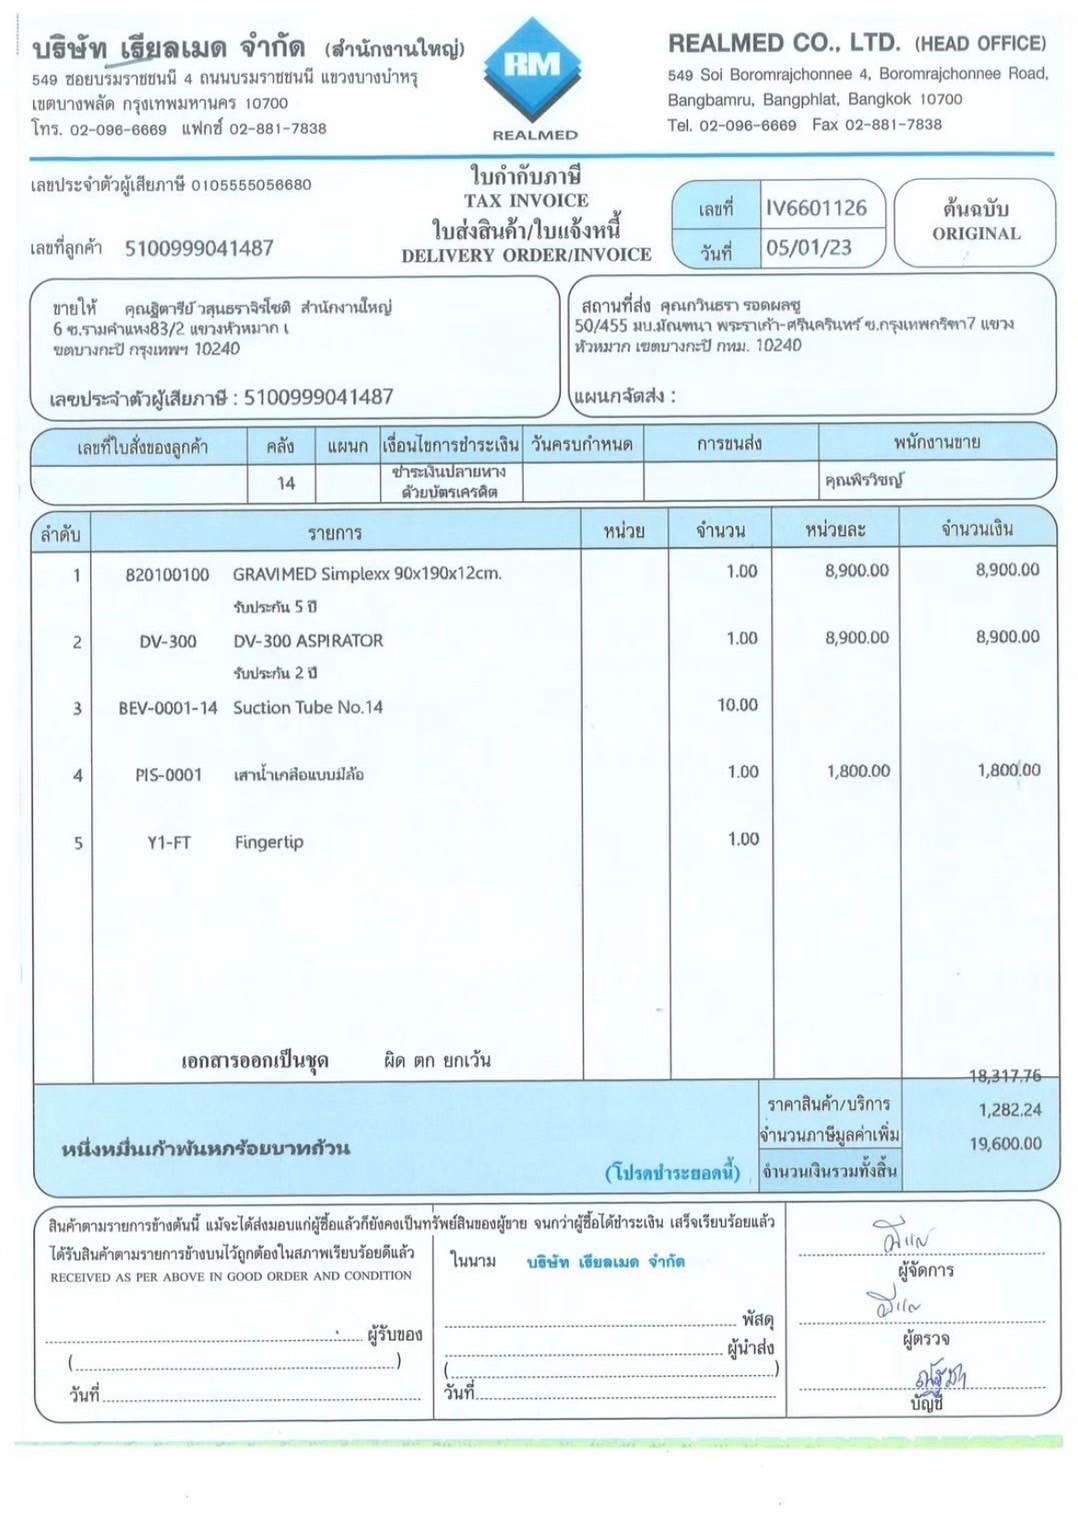 บริษัท เรียลเมด จำกัด (สำนักงานใหญ่)
549 ซอยบรมราชชนนี 4 ถนนบรมราชชนนี แขวงบางบำหรุ
เขตบางพลัด กรุงเทพมหานคร 10700
โทร. 02-096-6669 แฟกซ์ 02-881-7838
RM
REALMED
REALMED CO., LTD. (HEAD OFFICE)
549 Soi Boromrajchonnee 4, Boromrajchonnee Road,
Bangbamru, Bangphlat, Bangkok 10700
Tel. 02-096-6669 Fax 02-881-7838
เลขประจำตัวผู้เสียภาษี 0105555056680
เลขที่ลูกค้า 5100999041487
ใบกำกับภาษี
TAX INVOICE
ใบส่งสินค้า/ใบแจ้งหนี้
DELIVERY ORDER/INVOICE
เลขที่ IV6601126
วันที่ 05/01/23
ต้นฉบับ
ORIGINAL
ขายให้ คุณฐิตารีย์ วสุนธราจิรโชติ สำนักงานใหญ่
6 ซ.รามคำแหง83/2 แขวงหัวหมาก เ
ขตบางกะปิ กรุงเทพฯ 10240
เลขประจำตัวผู้เสียภาษี : 5100999041487
สถานที่ส่ง คุณกวินธรา รอดผลซู
50/455 มบ.มัณฑนา พระราเก้า-ศรีนครินทร์ ซ.กรุงเทพกรีฑา7 แขวง
หัวหมาก เขตบางกะปิ กทม. 10240
แผนกจัดส่ง :
เลขที่ใบสั่งของลูกค้า คลัง แผนก เงื่อนไขการชำระเงิน วันครบกำหนด การขนส่ง พนักงานขาย
14 ชำระเงินปลายทาง คุณพิรวิชญ์
ด้วยบัตรเครดิต
ลำดับ รายการ หน่วย จำนวน หน่วยละ จำนวนเงิน
1 820100100 GRAVIMED Simplexx 90x190x12cm. 1.00 8,900.00 8,900.00
รับประกัน 5 ปี
2 DV-300 DV-300 ASPIRATOR 1.00 8,900.00 8,900.00
รับประกัน 2 ปี
3 BEV-0001-14 Suction Tube No.14 10.00
4 PIS-0001 เสาน้ำเกลือแบบมีล้อ 1.00 1,800.00 1,800.00
5 Y1-FT Fingertip 1.00
เอกสารออกเป็นชุด ผิด ตก ยกเว้น
18,317.76
ราคาสินค้า/บริการ 1,282.24
จำนวนภาษีมูลค่าเพิ่ม 19,600.00
หนึ่งหมื่นเก้าพันหกร้อยบาทถ้วน
(โปรดชำระยอดนี้) จำนวนเงินรวมทั้งสิ้น
สินค้าตามรายการข้างต้นนี้ แม้จะได้ส่งมอบแก่ผู้ซื้อแล้วก็ยังคงเป็นทรัพย์สินของผู้ขาย จนกว่าผู้ซื้อได้ชำระเงิน เสร็จเรียบร้อยแล้ว
ได้รับสินค้าตามรายการข้างบนไว้ถูกต้องในสภาพเรียบร้อยดีแล้ว
RECEIVED AS PER ABOVE IN GOOD ORDER AND CONDITION
ผู้รับของ
(
)
วันที่
ในนาม บริษัท เรียลเมด จำกัด
พัสดุ
ผู้นำส่ง
(
)
วันที่
ผู้จัดการ
ผู้ตรวจ
บัญชี